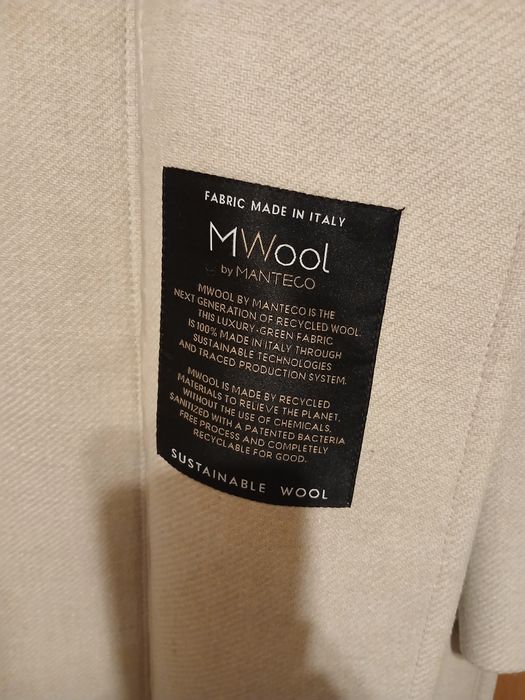 FABRIC MADE IN ITALY
MWool
by MANTECO
MWOOL BY MANTECO IS THE
NEXT GENERATION OF RECYCLED WOOL.
THIS LUXURY-GREEN FABRIC
IS 100% MADE IN ITALY THROUGH
SUSTAINABLE TECHNOLOGIES
AND TRACED PRODUCTION SYSTEM.
MWOOL IS MADE BY RECYCLED
MATERIALS TO RELIEVE THE PLANET,
WITHOUT THE USE OF CHEMICALS,
SANITIZED WITH A PATENTED BACTERIA
FREE PROCESS AND COMPLETELY
RECYCLABLE FOR GOOD.
SUSTAINABLE WOOL